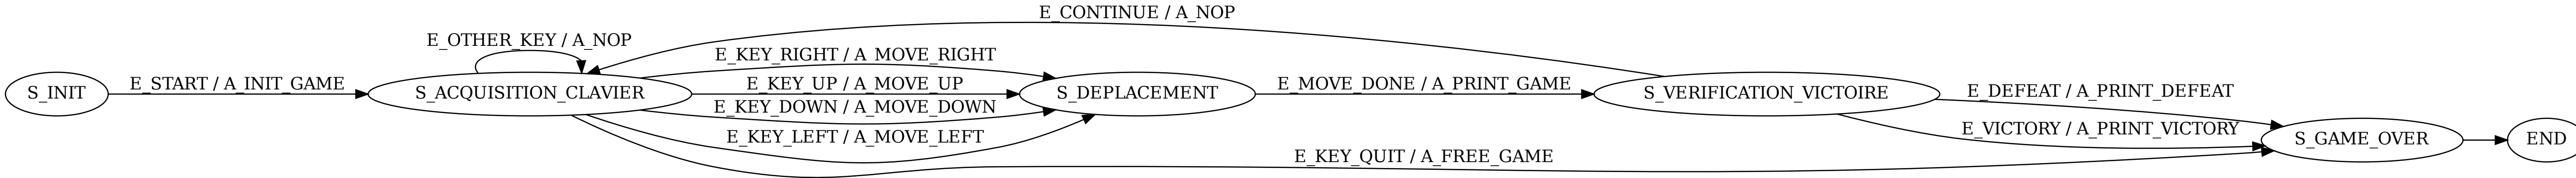 E_CONTINUE / A_NOP
E_OTHER_KEY / A_NOP
E_KEY_RIGHT / A_MOVE_RIGHT
S_INIT
E_START / A_INIT_GAME
S_ACQUISITION_CLAVIER
E_KEY_UP / A_MOVE_UP
S_DEPLACEMENT
E_MOVE_DONE / A_PRINT_GAME
S_VERIFICATION_VICTOIRE
E_DEFEAT / A_PRINT_DEFEAT
E_KEY_DOWN / A_MOVE_DOWN
E_VICTORY / A_PRINT_VICTORY
E_KEY_LEFT / A_MOVE_LEFT
S_GAME_OVER
END
E_KEY_QUIT / A_FREE_GAME